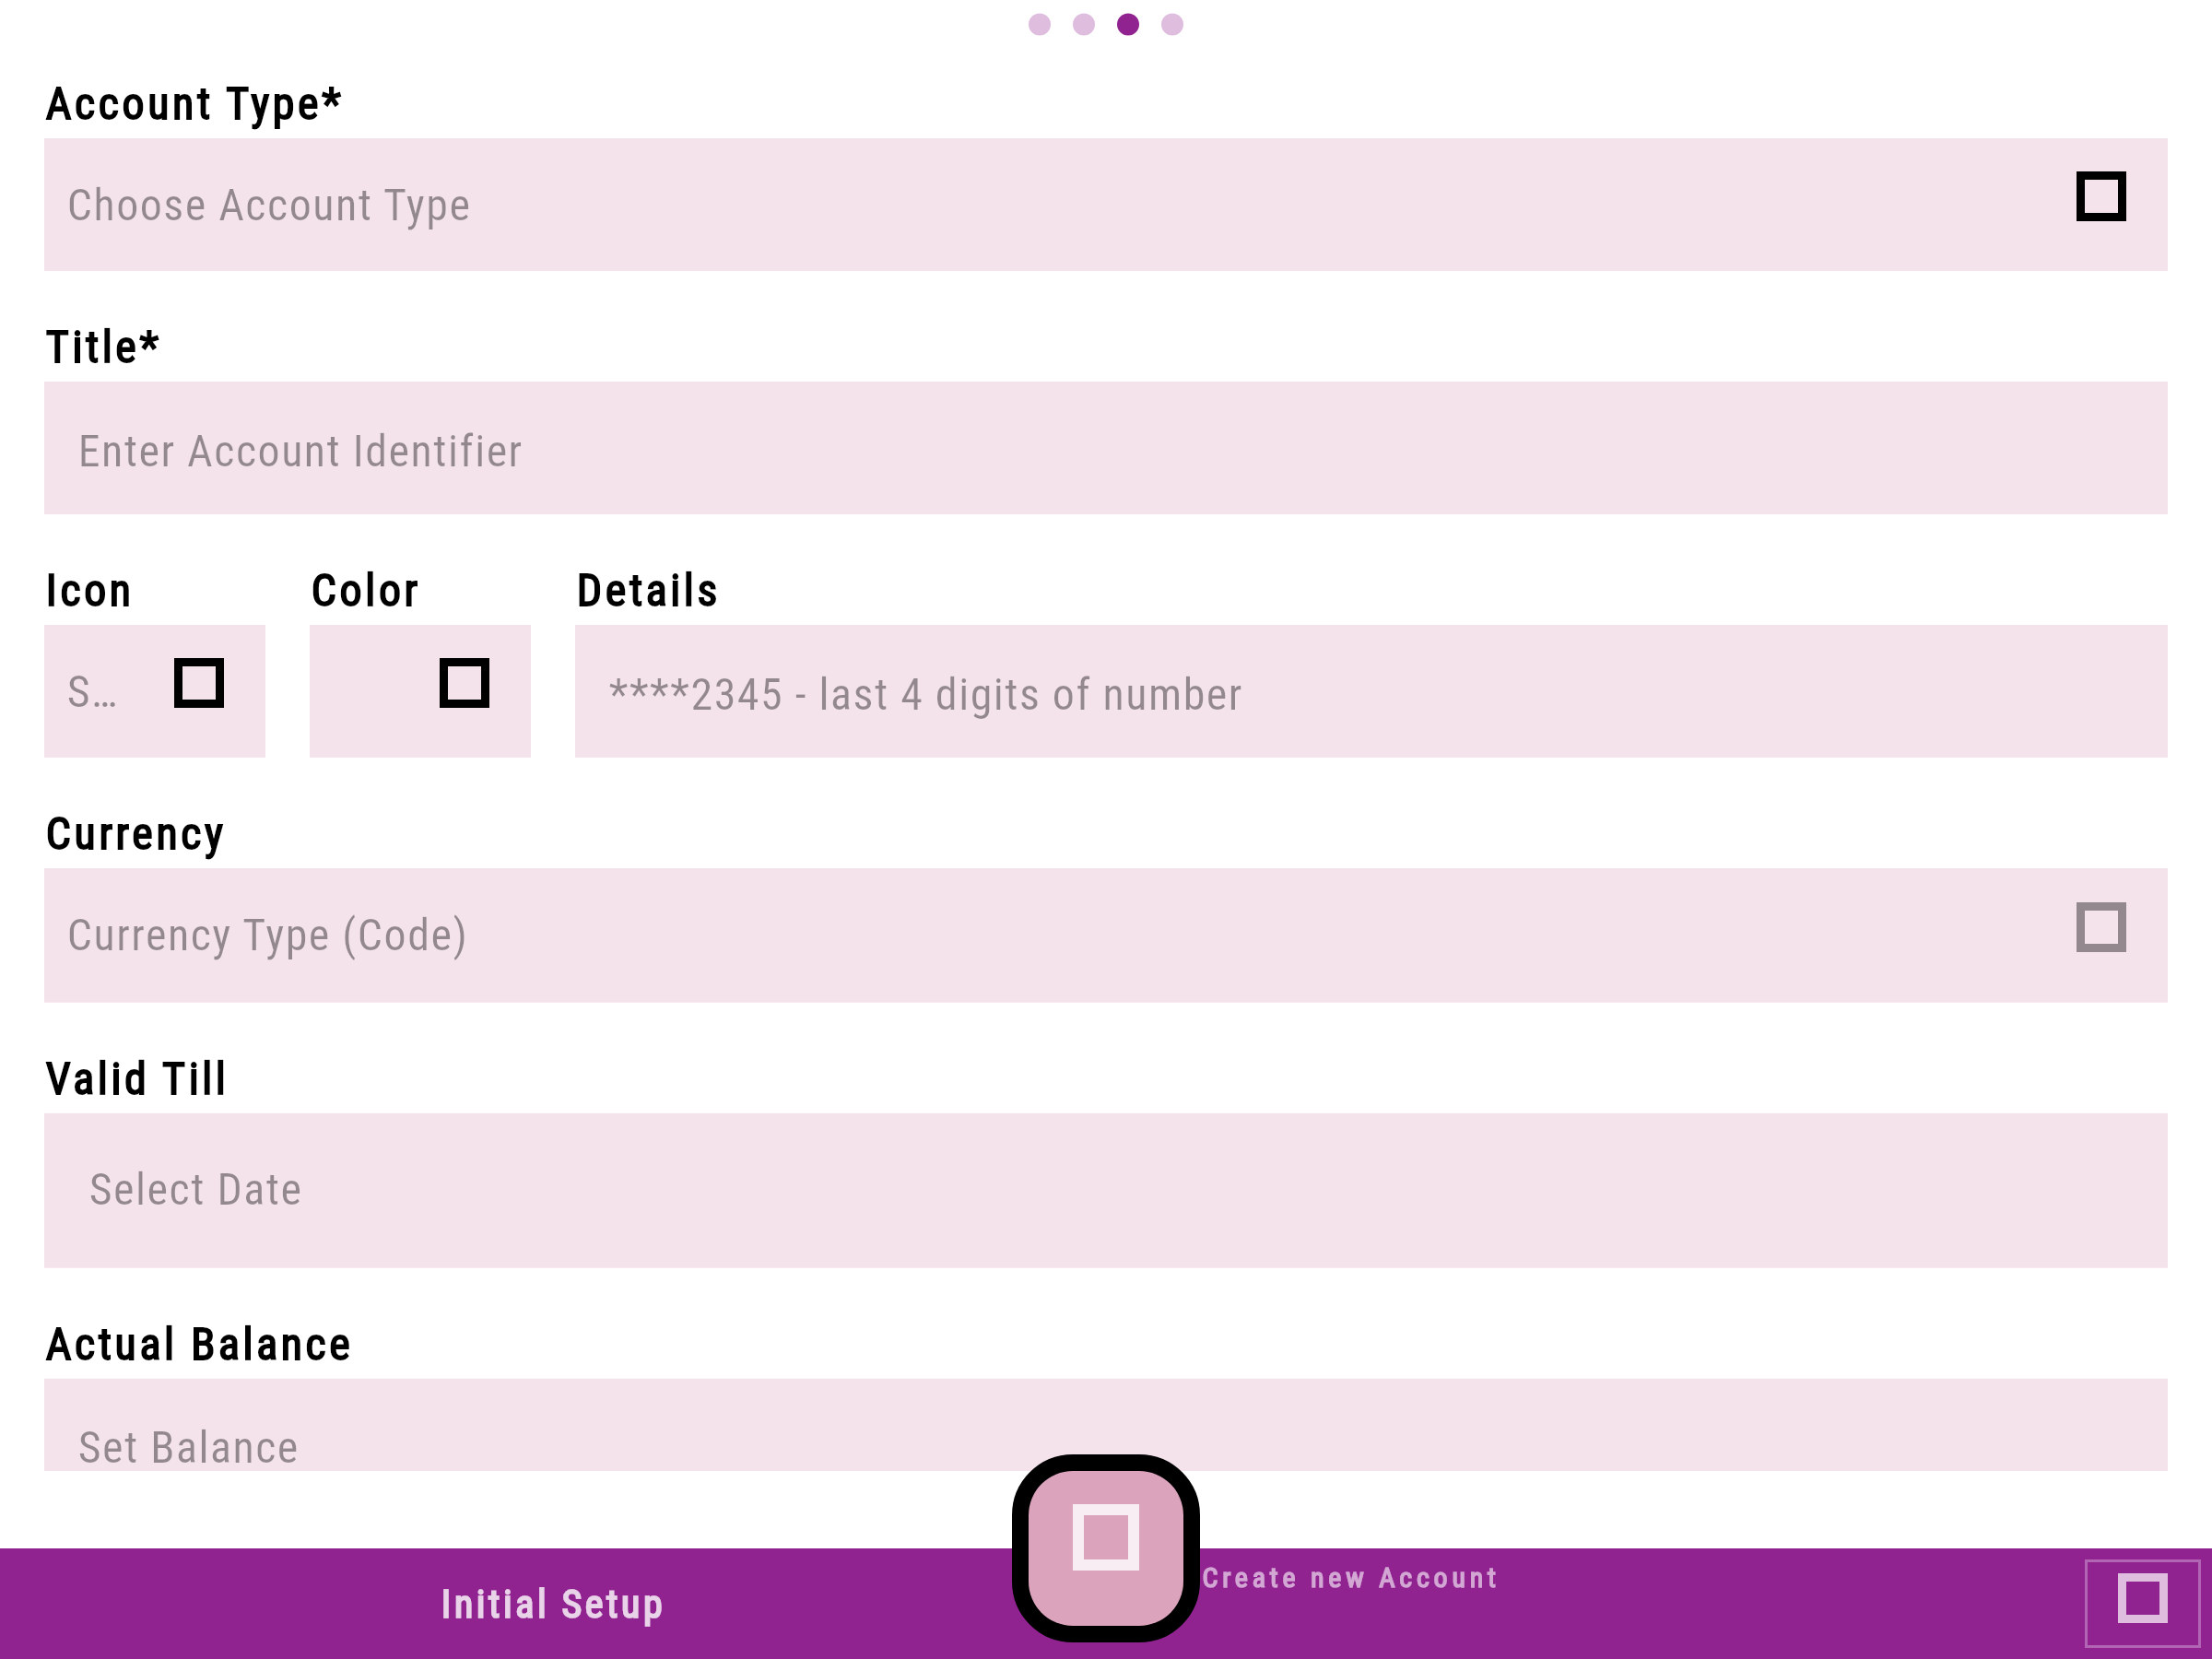 Account Type*
Choose Account Type
Title*
Enter Account Identifier
Icon Color Details
S… ****2345 - last 4 digits of number
Currency
Currency Type (Code)
Valid Till
Select Date
Actual Balance
Set Balance
Initial Setup
Create new Account